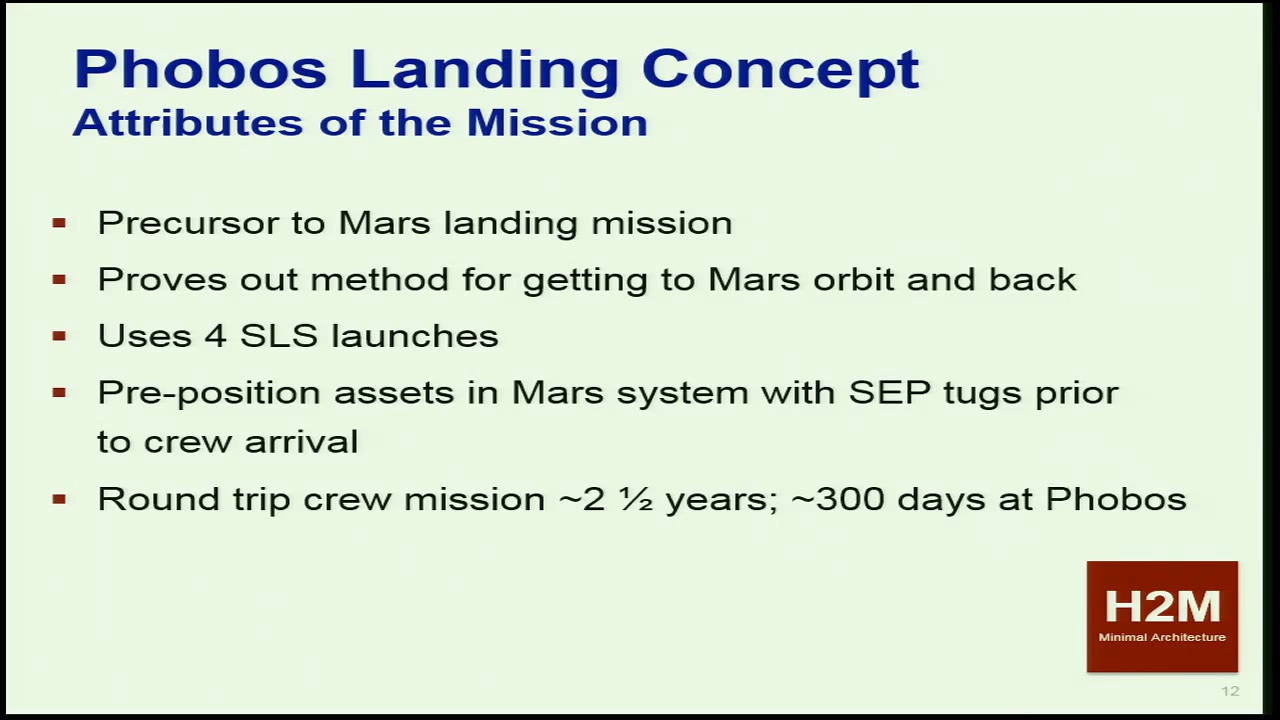 Phobos Landing Concept
Attributes of the Mission
▪ Precursor to Mars landing mission
▪ Proves out method for getting to Mars orbit and back
▪ Uses 4 SLS launches
▪ Pre-position assets in Mars system with SEP tugs prior
to crew arrival
▪ Round trip crew mission ~2 ½ years; ~300 days at Phobos
H2M
Minimal Architecture
12